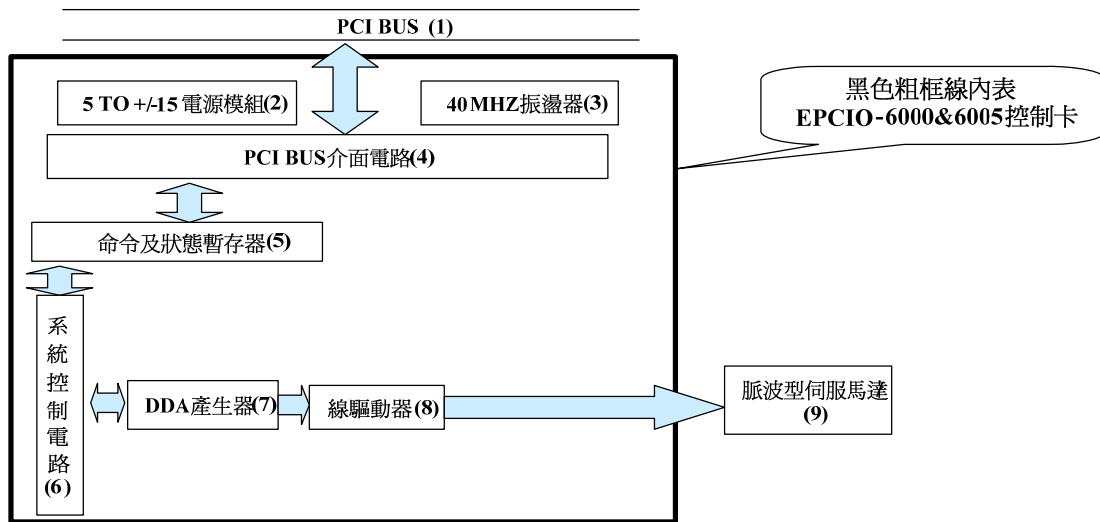 PCI BUS (1)
5 TO +/-15 電源模組(2)
40MHZ振盪器(3)
黑色粗框線內表
EPCIO-6000&6005控制卡
PCI BUS介面電路(4)
命令及狀態暫存器(5)
系
統
控
制
電
路
(6)
DDA產生器(7)
線驅動器(8)
脈波型伺服馬達
(9)